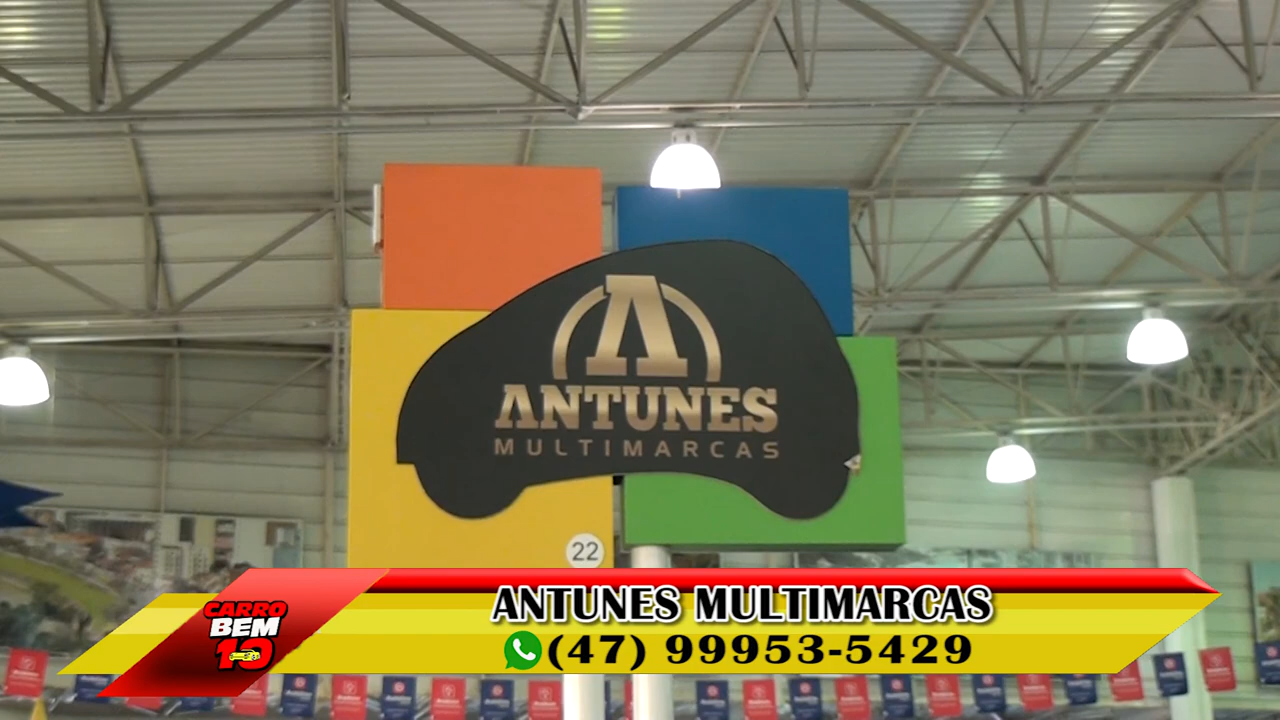 A
ANTUNES
MULTIMARCAS
22
CARRO
BEM
10
ANTUNES MULTIMARCAS
(47) 99953-5429